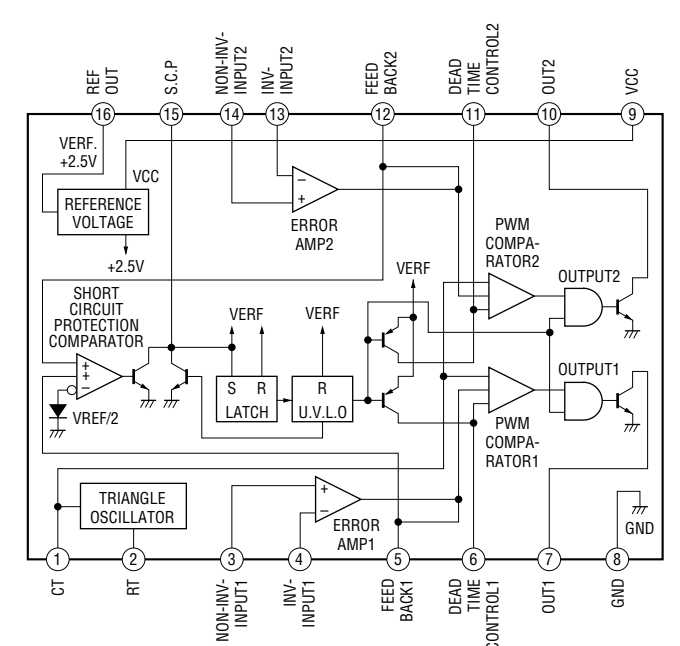 REF
OUT
S.C.P
NON-INV-
INPUT2
INV-
INPUT2
FEED
BACK2
DEAD
TIME
CONTROL2
OUT2
VCC
16
15
14
13
12
11
10
9
VERF.
+2.5V
VCC
REFERENCE
VOLTAGE
+2.5V
−
+
ERROR
AMP2
PWM
COMPA-
RATOR2
OUTPUT2
SHORT
CIRCUIT
PROTECTION
COMPARATOR
VERF
VERF
VERF
+
+
−
VREF/2
S R
LATCH
R
U.V.L.O
OUTPUT1
PWM
COMPA-
RATOR1
TRIANGLE
OSCILLATOR
+
−
ERROR
AMP1
GND
1
2
3
4
5
6
7
8
CT
RT
NON-INV-
INPUT1
INV-
INPUT1
FEED
BACK1
DEAD
TIME
CONTROL1
OUT1
GND